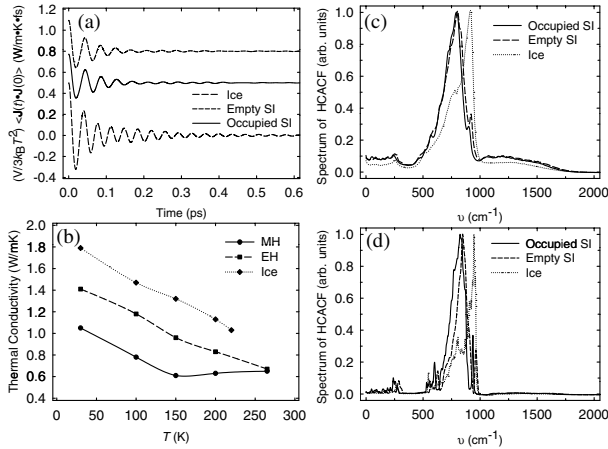 (a)
(V/3kBT²) <J(t)•J(0)> (W/m•K•fs)
0.8
0.8
0.6
0.4
0.2
0.0
-0.2
Ice
Empty SI
Occupied SI
0.0 0.1 0.2 0.3 0.4 0.5 0.6
Time (ps)
(b)
Thermal Conductivity (W/mK)
2.0
1.8
1.6
1.4
1.2
1.0
0.8
0.6
0.4
MH
EH
Ice
0 50 100 150 200 250 300
T (K)
(c)
Spectrum of HCACF (arb. units)
1.0
0.8
0.6
0.4
0.2
0.0
Occupied SI
Empty SI
Ice
0 500 1000 1500 2000
υ (cm⁻¹)
(d)
Spectrum of HCACF (arb. units)
1.0
0.8
0.6
0.4
0.2
0.0
Occupied SI
Empty SI
Ice
0 500 1000 1500 2000
υ (cm⁻¹)